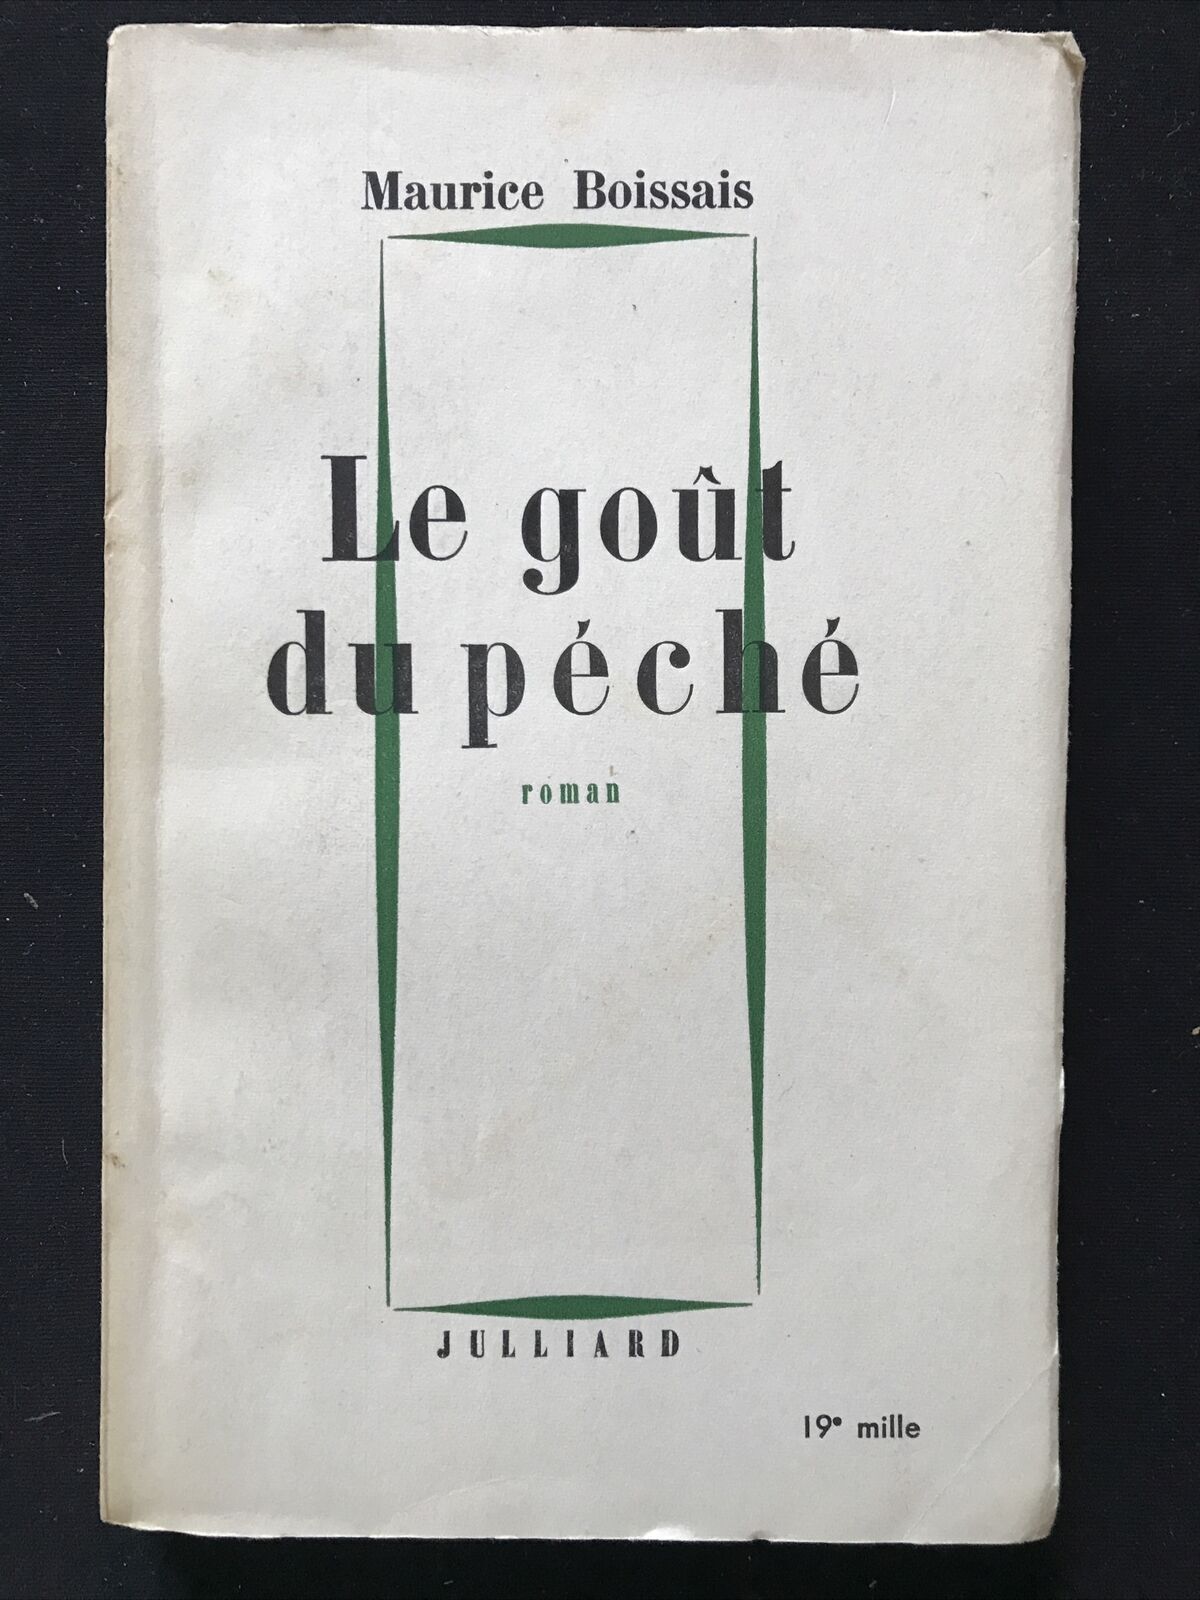 Maurice Boissais
Le goût
du péché
roman
JULLIARD
19e mille